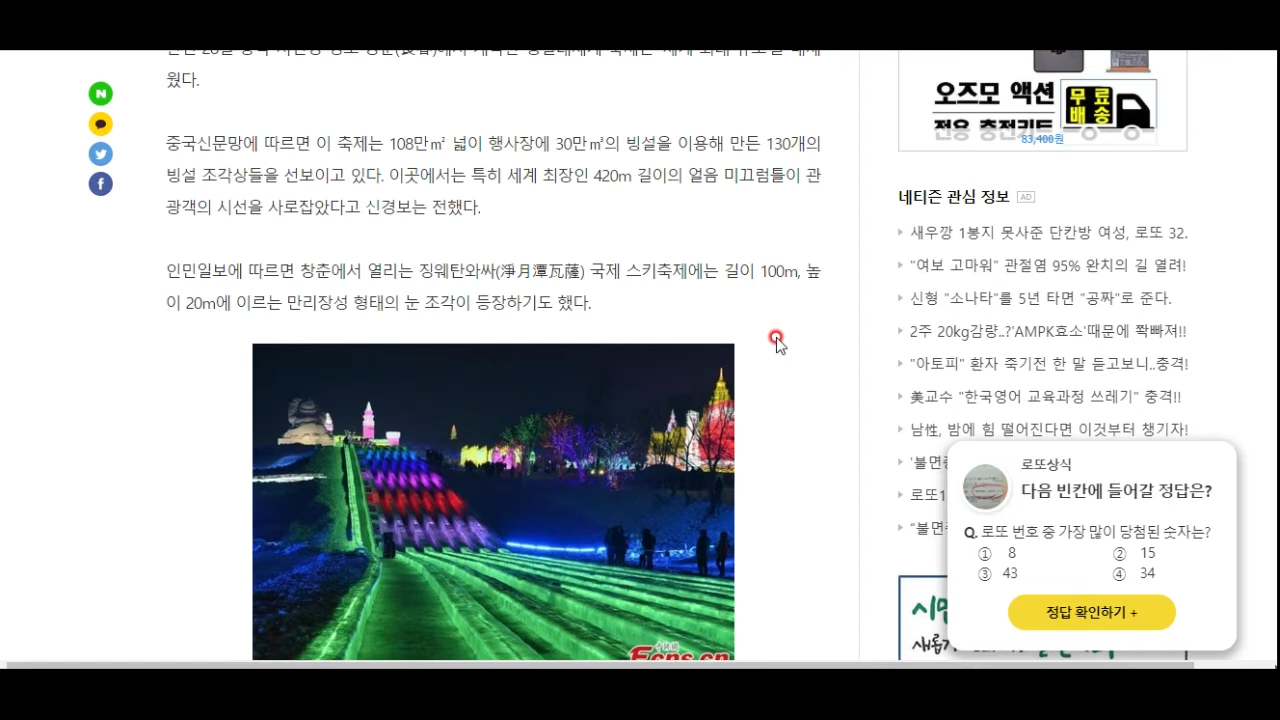 웠다.
중국신문망에 따르면 이 축제는 108만㎡ 넓이 행사장에 30만㎥의 빙설을 이용해 만든 130개의
빙설 조각상들을 선보이고 있다. 이곳에서는 특히 세계 최장인 420m 길이의 얼음 미끄럼틀이 관
광객의 시선을 사로잡았다고 신경보는 전했다.
인민일보에 따르면 창춘에서 열리는 징웨탄와싸(淨月潭瓦薩) 국제 스키축제에는 길이 100m, 높
이 20m에 이르는 만리장성 형태의 눈 조각이 등장하기도 했다.
Ecns.cn
오즈모 액션
무료
배송
전용 충전키트
83,400원
네티즌 관심 정보 AD
새우깡 1봉지 못사준 단칸방 여성, 로또 32.
"여보 고마워" 관절염 95% 완치의 길 열려!
신형 "소나타"를 5년 타면 "공짜"로 준다.
2주 20kg감량..?'AMPK효소'때문에 쫙빠져!!
"아토피" 환자 죽기전 한 말 듣고보니..충격!
美교수 "한국영어 교육과정 쓰레기" 충격!!
남性, 밤에 힘 떨어진다면 이것부터 챙기자!
'불면
로또1
"불면
로또상식
다음 빈칸에 들어갈 정답은?
Q. 로또 번호 중 가장 많이 당첨된 숫자는?
① 8 ② 15
③ 43 ④ 34
정답 확인하기 +